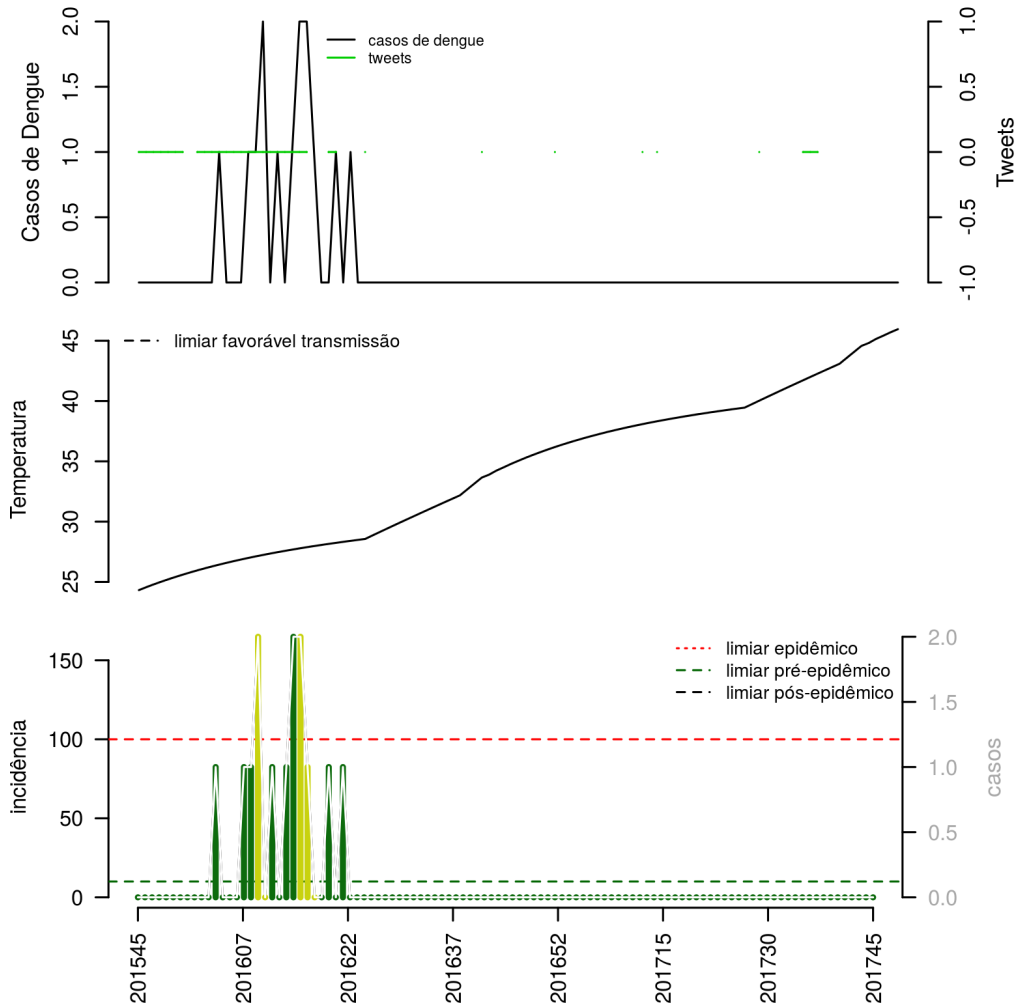 Casos de Dengue
2.0
1.5
1.0
0.5
0.0
casos de dengue
tweets
1.0
0.5
0.0
-0.5
-1.0
Tweets
Temperatura
45
40
35
30
25
limiar favorável transmissão
incidência
150
100
50
0
limiar epidêmico
limiar pré-epidêmico
limiar pós-epidêmico
2.0
1.5
1.0
0.5
0.0
casos
201545
201607
201622
201637
201652
201715
201730
201745